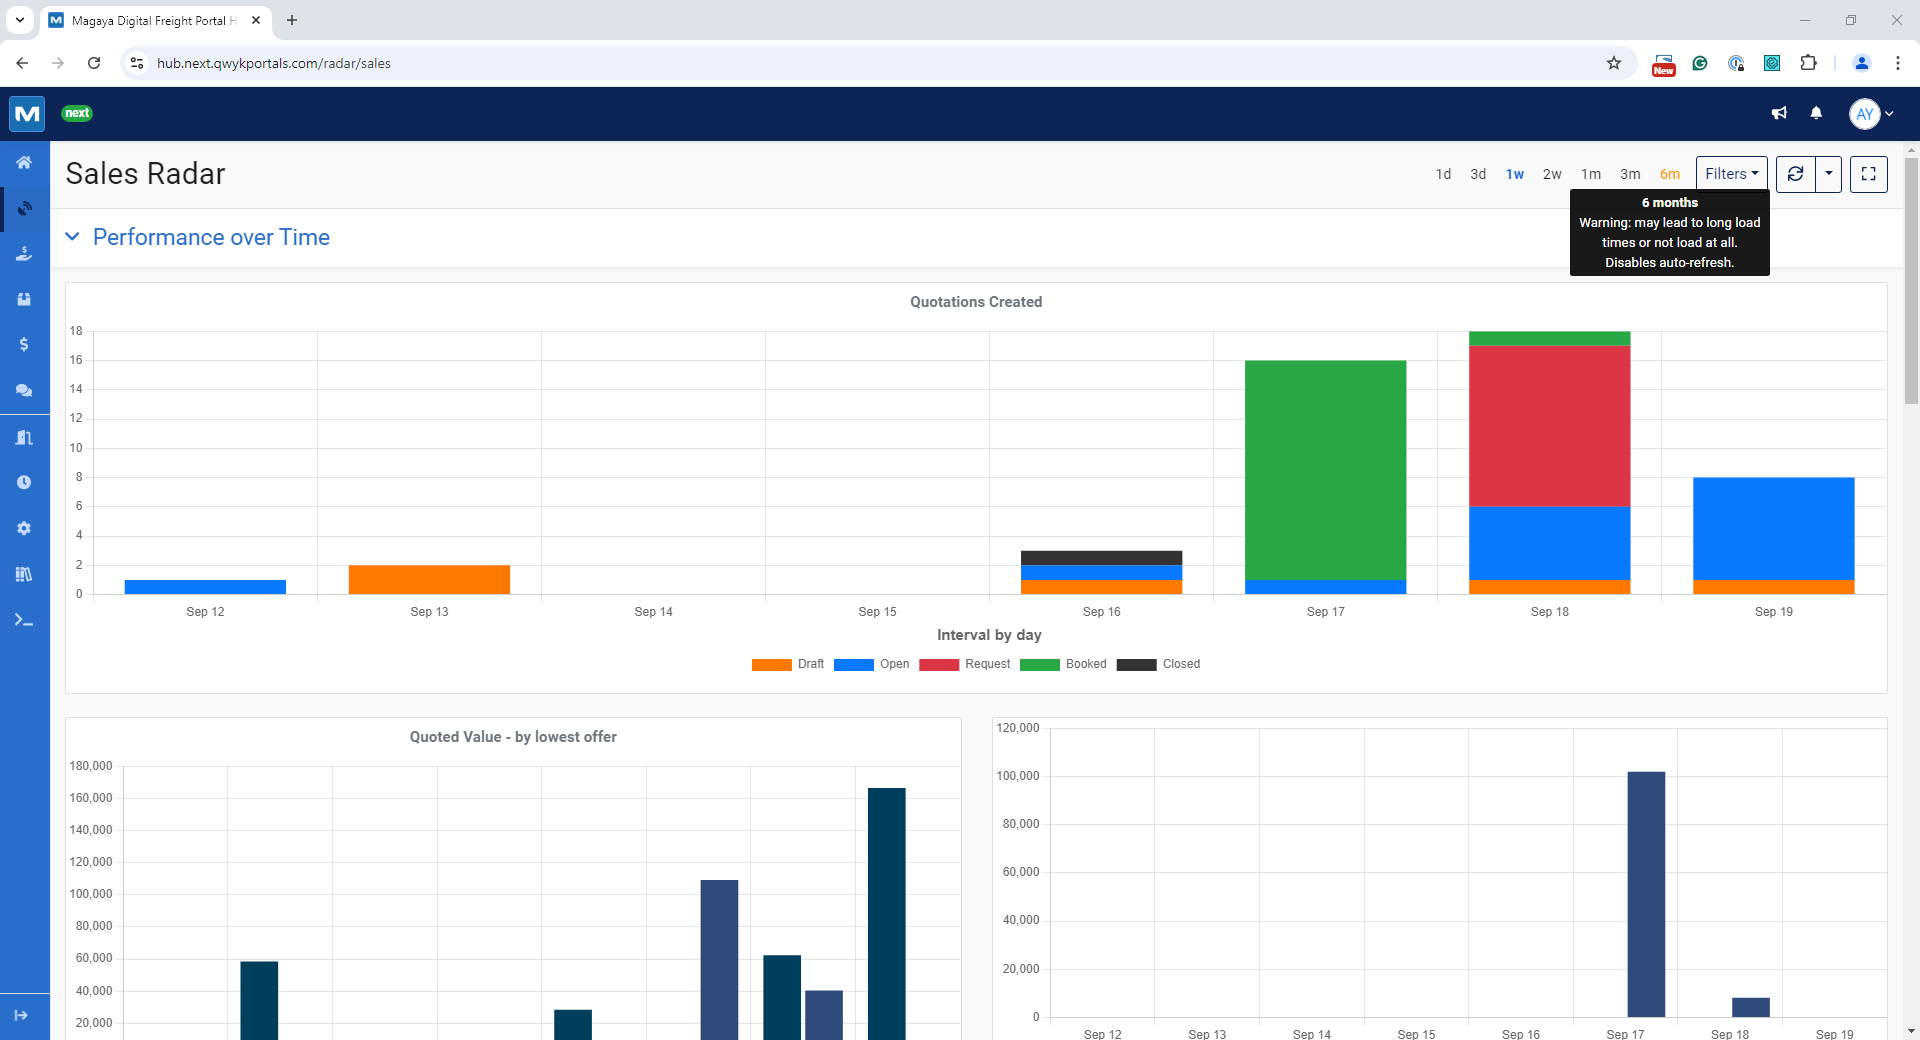 Magaya Digital Freight Portal H
hub.next.qwykportals.com/radar/sales
New
M
next
AY
Sales Radar
1d 3d 1w 2w 1m 3m 6m Filters
6 months
Warning: may lead to long load
times or not load at all.
Disables auto-refresh.
Performance over Time
Quotations Created
18
16
14
12
10
8
6
4
2
0
Sep 12 Sep 13 Sep 14 Sep 15 Sep 16 Sep 17 Sep 18 Sep 19
Interval by day
Draft Open Request Booked Closed
Quoted Value - by lowest offer
180,000
160,000
140,000
120,000
100,000
80,000
60,000
40,000
20,000
120,000
100,000
80,000
60,000
40,000
20,000
0
Sep 12 Sep 13 Sep 14 Sep 15 Sep 16 Sep 17 Sep 18 Sep 19